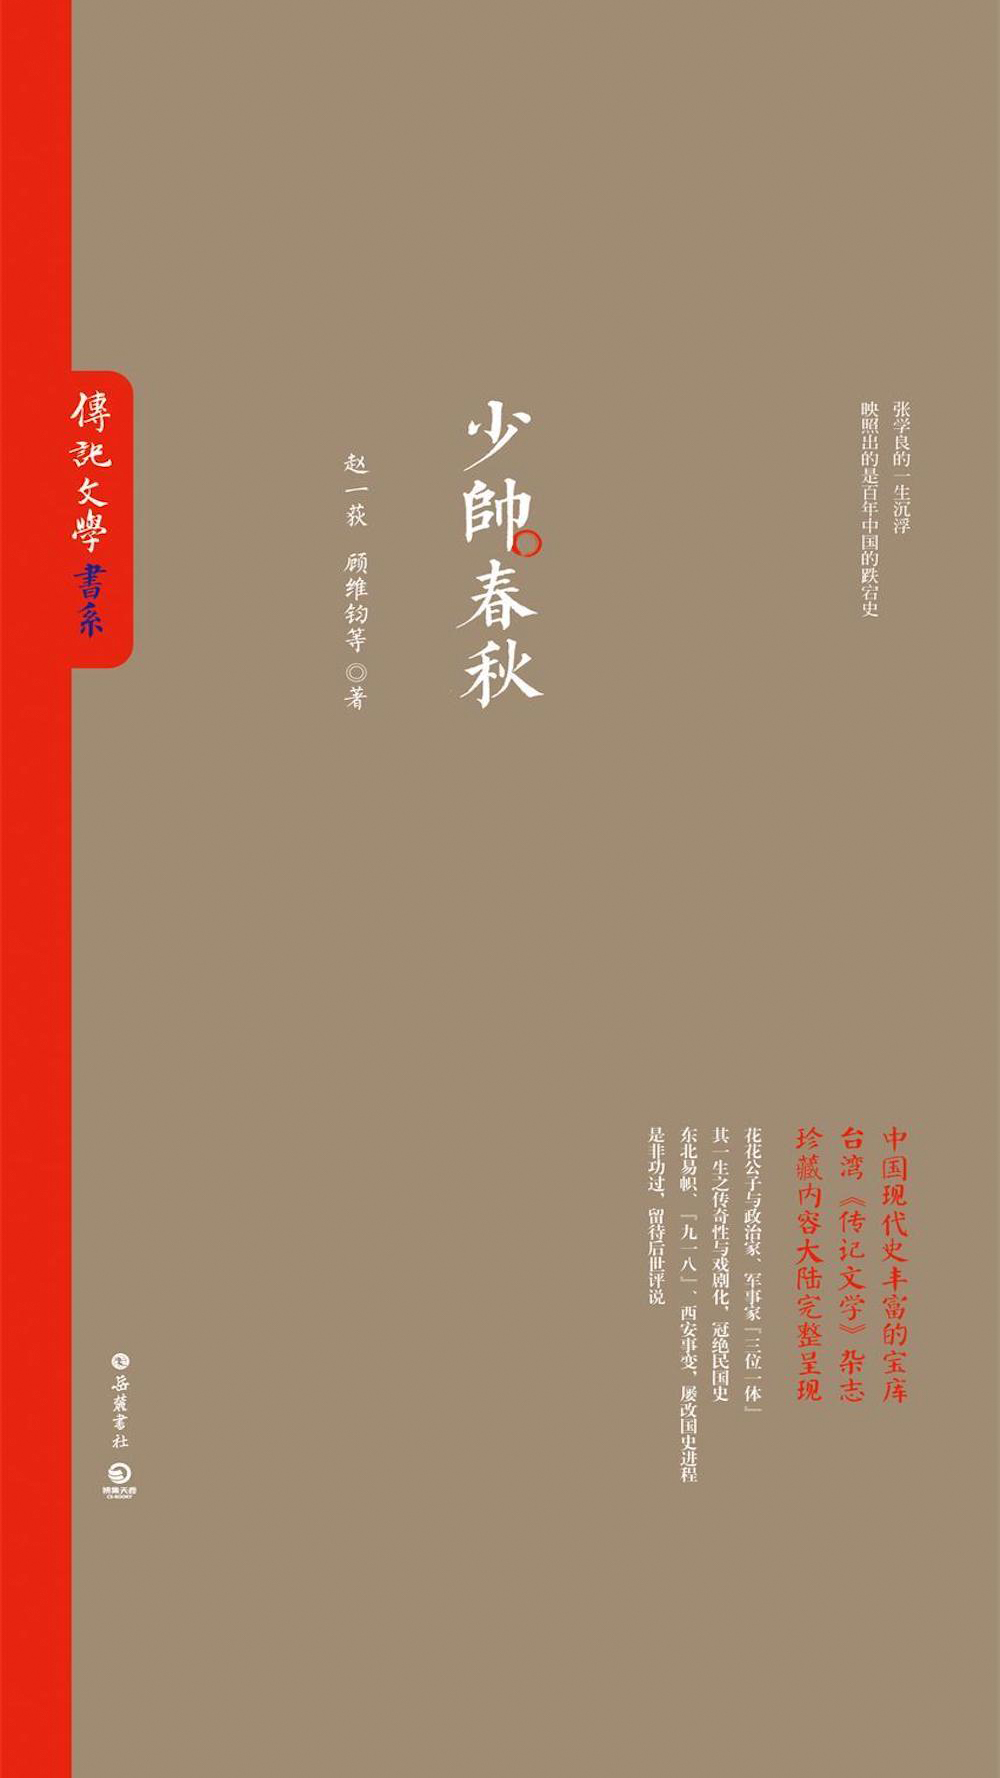 张学良的一生沉浮
映照出的是百年中国的跌宕史
少帥春秋
赵一荻 顾维钧等◎著
傳記文學書系
中国现代史丰富的宝库
台湾《传记文学》杂志
珍藏内容大陆完整呈现
花花公子与政治家、军事家『三位一体』
其一生之传奇性与戏剧化，冠绝民国史
东北易帜、『九一八』、西安事变，屡改国史进程
是非功过，留待后世评说
岳麓書社
博集天卷
CS-BOOKY